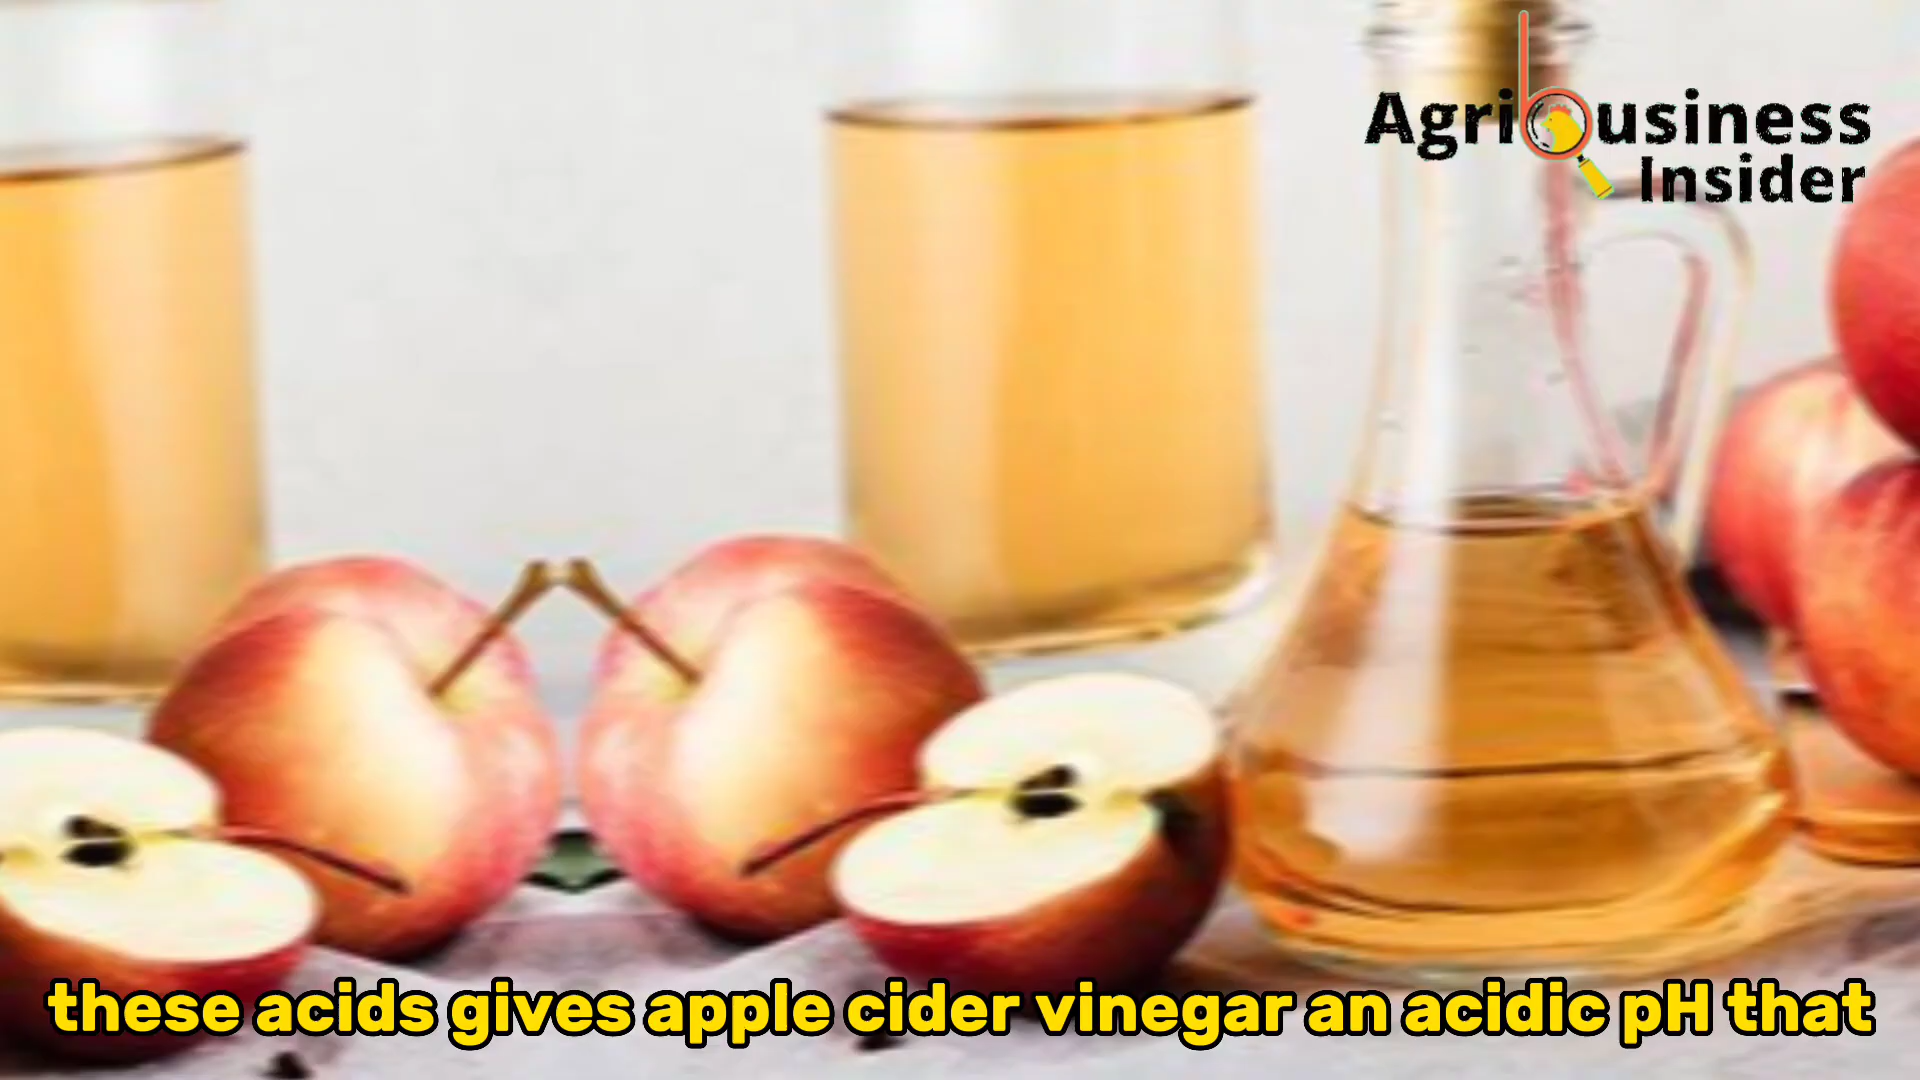 Agribusiness
Insider
these acids gives apple cider vinegar an acidic pH that